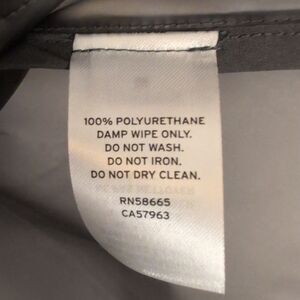 100% POLYURETHANE
DAMP WIPE ONLY.
DO NOT WASH.
DO NOT IRON.
DO NOT DRY CLEAN.
RN58665
CA57963